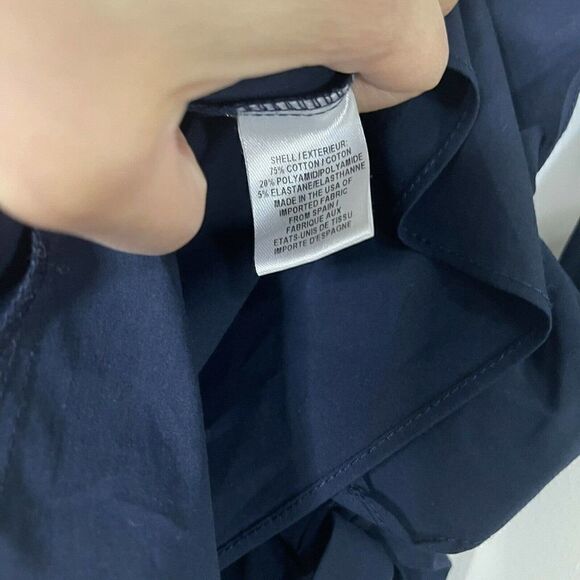 SHELL/EXTERIEUR:
75% COTTON/COTON
20% POLYAMID/POLYAMIDE
5% ELASTANE/ELASTHANNE
MADE IN THE USA OF
IMPORTED FABRIC
FROM SPAIN/
FABRIQUE AUX
ETATS-UNIS DE TISSU
IMPORTE D'ESPAGNE